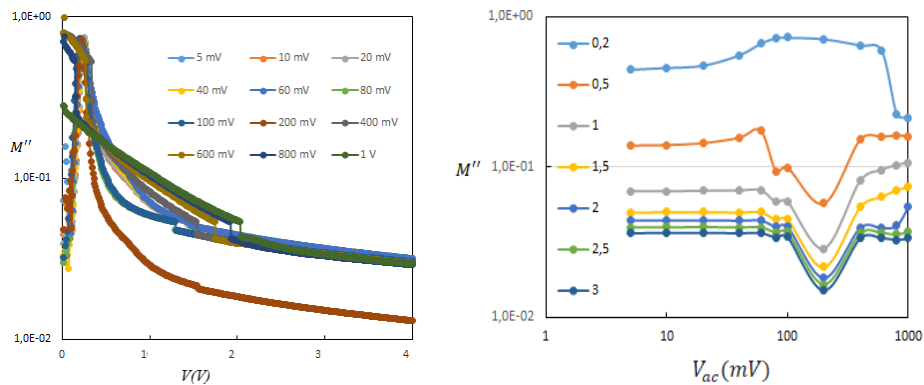 1,0E+00
5 mV
10 mV
20 mV
40 mV
60 mV
80 mV
100 mV
200 mV
400 mV
600 mV
800 mV
1 V
M''
1,0E-01
1,0E-02
0
1
2
3
4
V(V)
1,0E+00
0,2
0,5
1
1,5
2
2,5
3
M''
1,0E-01
1,0E-02
1
10
100
1000
Vac(mV)